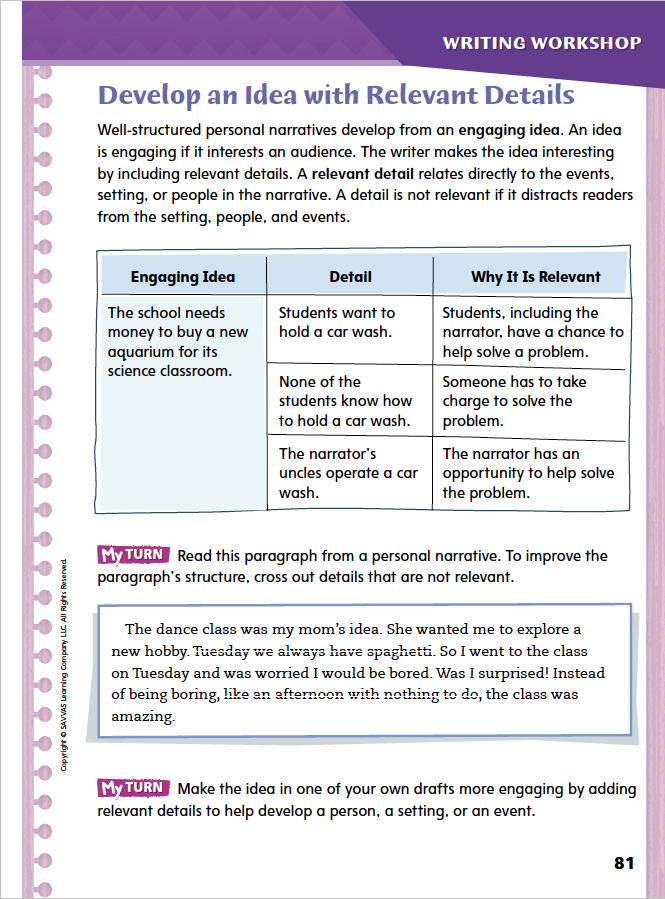 WRITING WORKSHOP
Develop an Idea with Relevant Details
Well-structured personal narratives develop from an engaging idea. An idea
is engaging if it interests an audience. The writer makes the idea interesting
by including relevant details. A relevant detail relates directly to the events,
setting, or people in the narrative. A detail is not relevant if it distracts readers
from the setting, people, and events.
Engaging Idea
Detail
Why It Is Relevant
The school needs
money to buy a new
aquarium for its
science classroom.
Students want to
hold a car wash.
Students, including the
narrator, have a chance to
help solve a problem.
None of the
students know how
to hold a car wash.
Someone has to take
charge to solve the
problem.
The narrator's
uncles operate a car
wash.
The narrator has an
opportunity to help solve
the problem.
My TURN Read this paragraph from a personal narrative. To improve the
paragraph's structure, cross out details that are not relevant.
The dance class was my mom's idea. She wanted me to explore a
new hobby. Tuesday we always have spaghetti. So I went to the class
on Tuesday and was worried I would be bored. Was I surprised! Instead
of being boring, like an afternoon with nothing to do, the class was
amazing.
My TURN Make the idea in one of your own drafts more engaging by adding
relevant details to help develop a person, a setting, or an event.
Copyright © SAVVAS Learning Company LLC. All Rights Reserved.
81